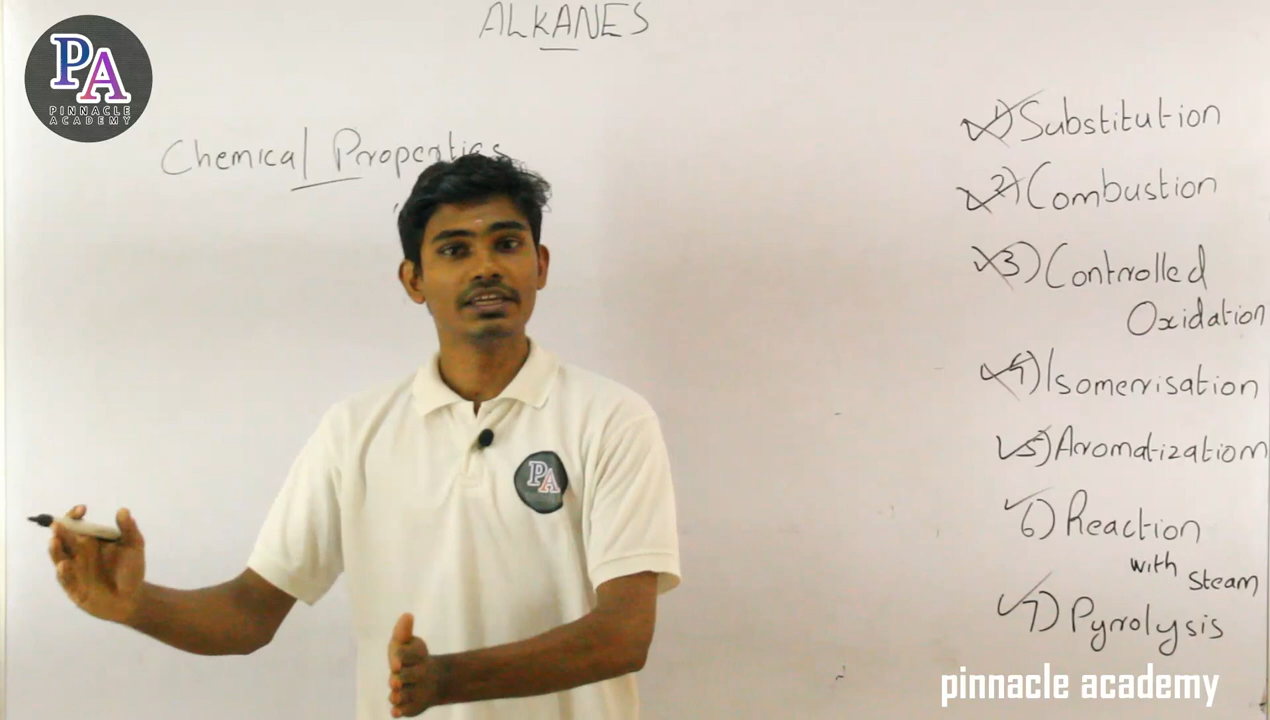 ALKANES
PA
PINNACLE
ACADEMY
Chemical Properties
1) Substitution
2) Combustion
3) Controlled
Oxidation
4) Isomerisation
5) Aromatization
6) Reaction
with steam
7) Pyrolysis
PA
pinnacle academy